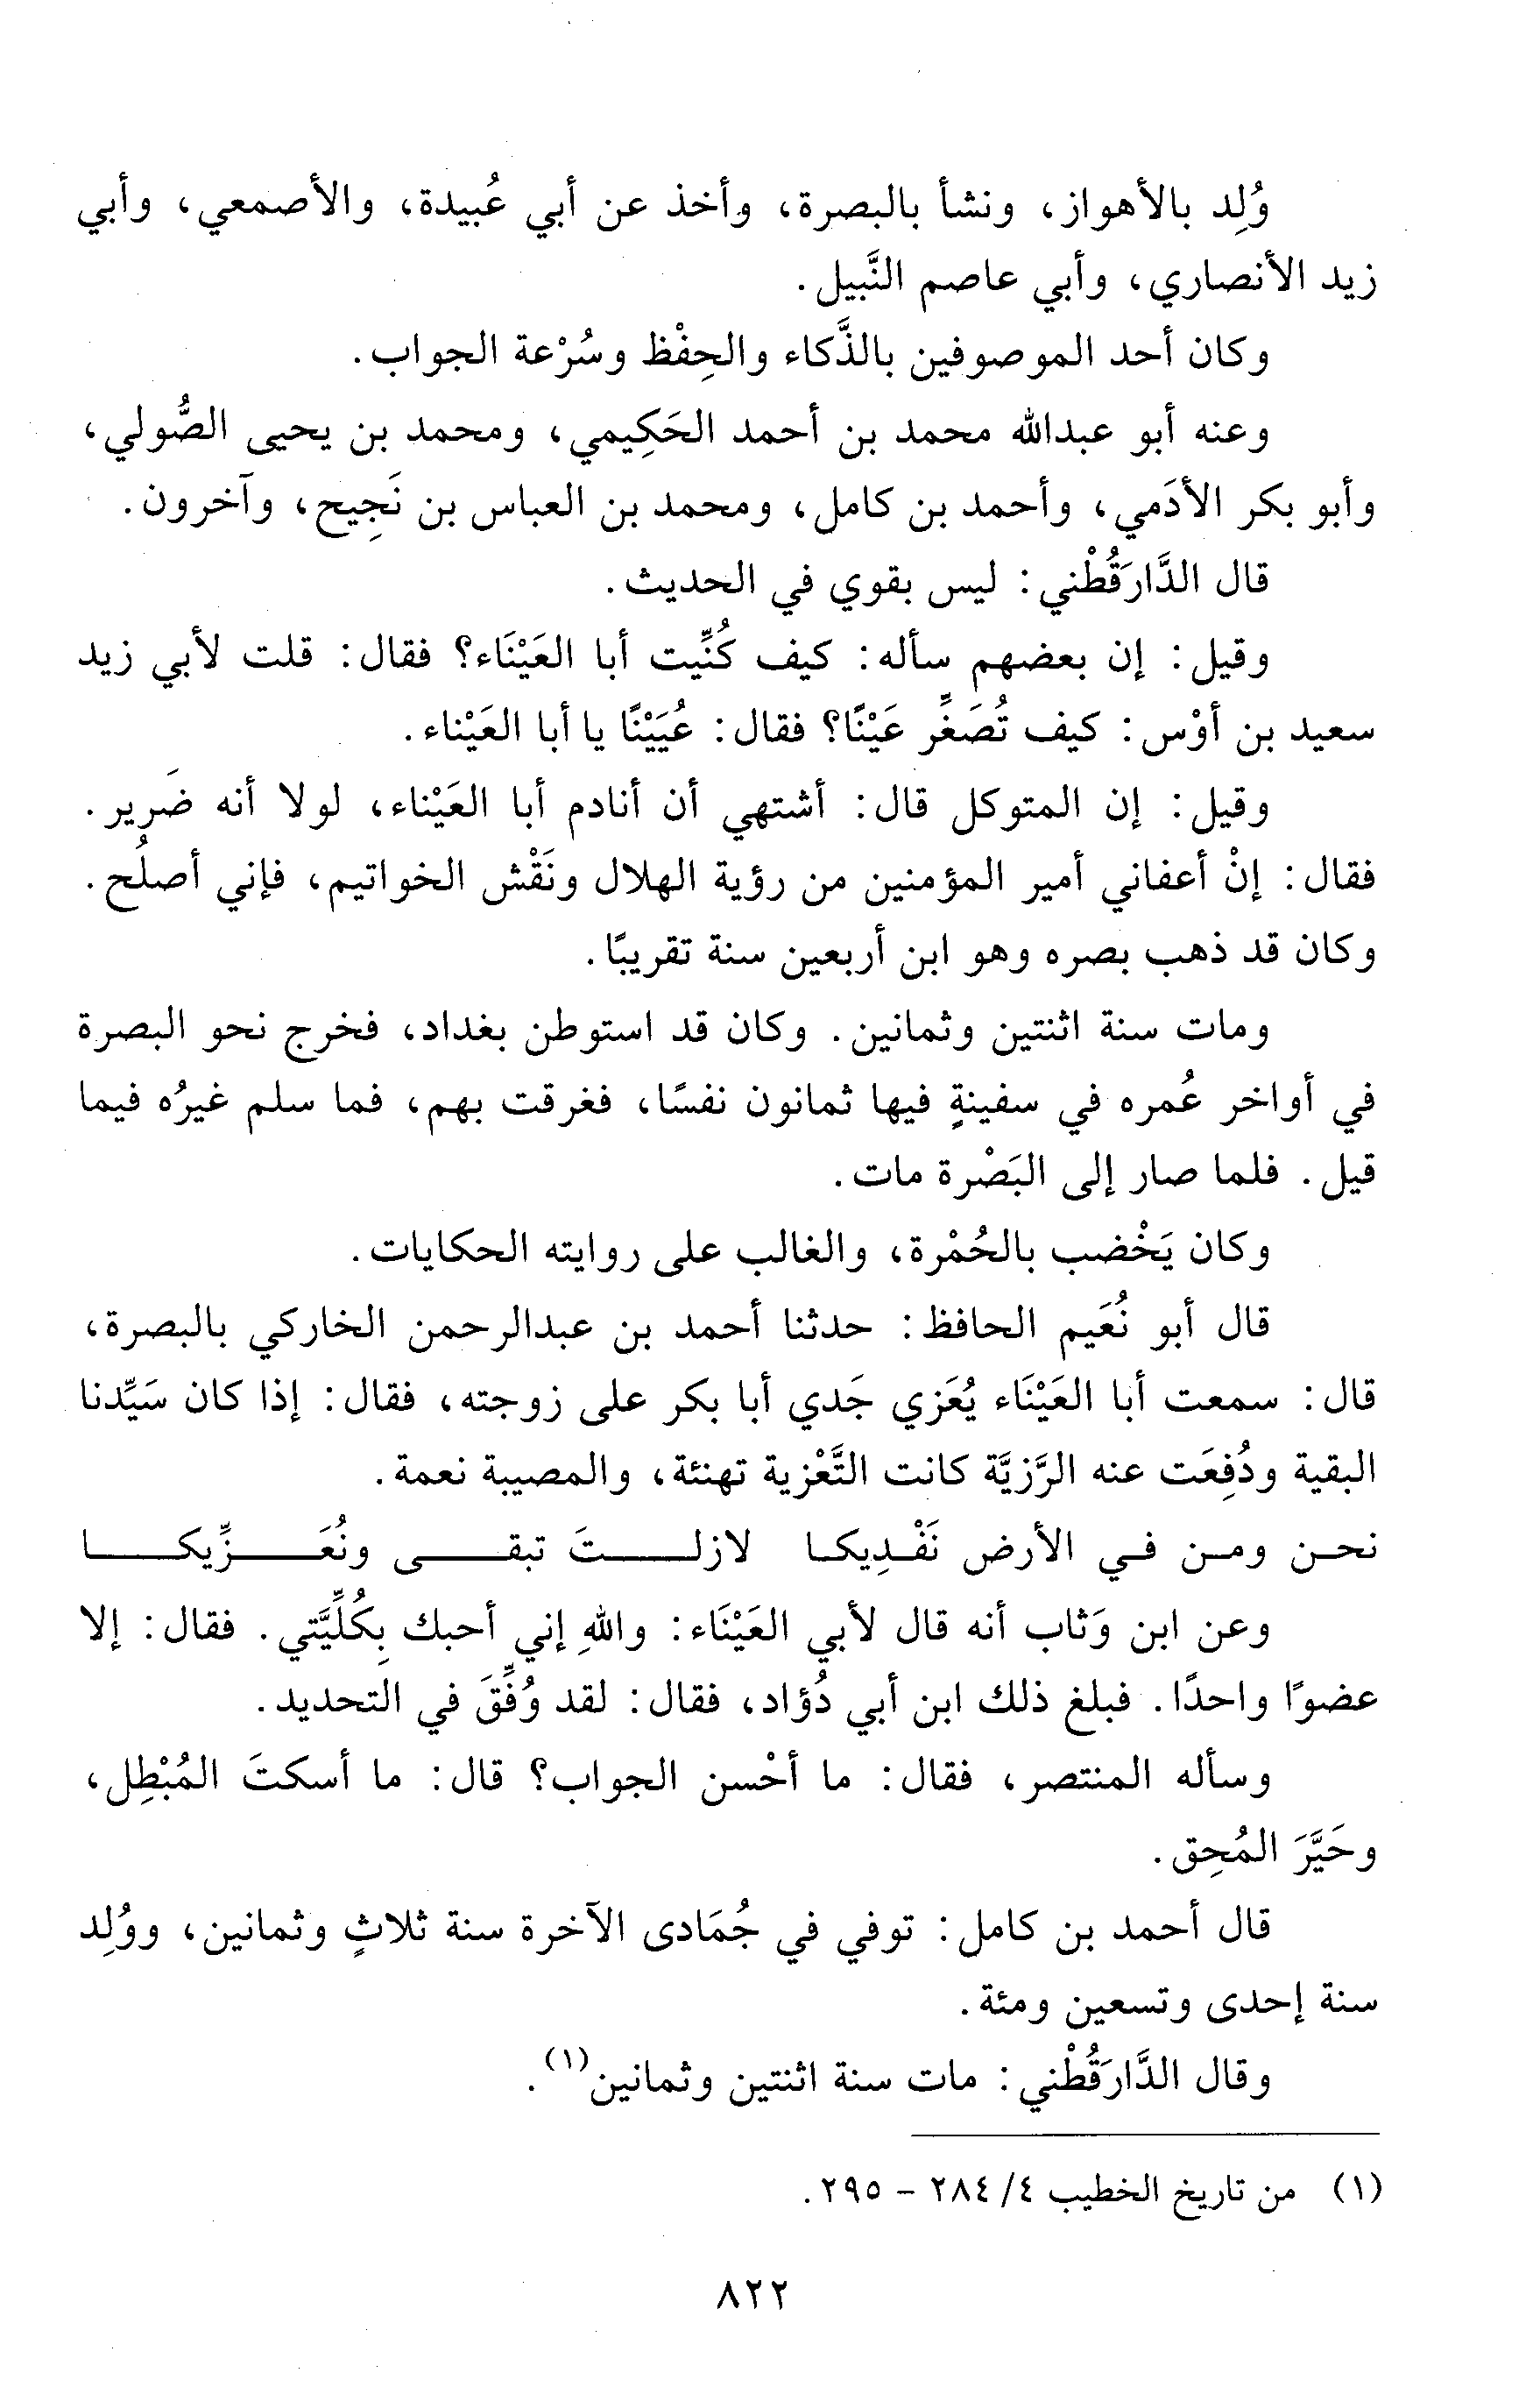 وُلِد بالأهواز، ونشأ بالبصرة، وأخذ عن أبي عُبيدة، والأصمعي، وأبي
زيد الأنصاري، وأبي عاصم النَّبيل.
وكان أحد الموصوفين بالذَّكاء والحِفْظ وسُرْعة الجواب.
وعنه أبو عبدالله محمد بن أحمد الحَكِيمي، ومحمد بن يحيى الصُّولي،
وأبو بكر الأدَمي، وأحمد بن كامل، ومحمد بن العباس بن نَجِيح، وآخرون.
قال الدَّارَقُطْني: ليس بقوي في الحديث.
وقيل: إن بعضهم سأله: كيف كُنِّيت أبا العَيْنَاء؟ فقال: قلت لأبي زيد
سعيد بن أوْس: كيف تُصَغِّر عَيْنًا؟ فقال: عُيَيْنًا يا أبا العَيْناء.
وقيل: إن المتوكل قال: أشتهي أن أنادم أبا العَيْناء، لولا أنه ضَرير.
فقال: إنْ أعفاني أمير المؤمنين من رؤية الهلال ونَقْش الخواتيم، فإني أصلُح.
وكان قد ذهب بصره وهو ابن أربعين سنة تقريبًا.
ومات سنة اثنتين وثمانين. وكان قد استوطن بغداد، فخرج نحو البصرة
في أواخر عُمره في سفينةٍ فيها ثمانون نفسًا، فغرقت بهم، فما سلم غيرُه فيما
قيل. فلما صار إلى البَصْرة مات.
وكان يَخْضب بالحُمْرة، والغالب على روايته الحكايات.
قال أبو نُعَيم الحافظ: حدثنا أحمد بن عبدالرحمن الخاركي بالبصرة،
قال: سمعت أبا العَيْنَاء يُعَزي جَدي أبا بكر على زوجته، فقال: إذا كان سَيِّدنا
البقية ودُفِعَت عنه الرَّزيَّة كانت التَّعْزية تهنئة، والمصيبة نعمة.
نحن ومن في الأرض نَفْدِيكا لازلتَ تبقى ونُعَزِّيكا
وعن ابن وَثاب أنه قال لأبي العَيْنَاء: واللهِ إني أحبك بِكُلِّيَّتي. فقال: إلا
عضوًا واحدًا. فبلغ ذلك ابن أبي دُؤاد، فقال: لقد وُفِّقَ في التحديد.
وسأله المنتصر، فقال: ما أحْسن الجواب؟ قال: ما أسكتَ المُبْطِل،
وحَيَّرَ المُحِق.
قال أحمد بن كامل: توفي في جُمَادى الآخرة سنة ثلاثٍ وثمانين، ووُلِد
سنة إحدى وتسعين ومئة.
وقال الدَّارَقُطْني: مات سنة اثنتين وثمانين(١).
(١) من تاريخ الخطيب ٤/ ٢٨٤ - ٢٩٥.
٨٢٢